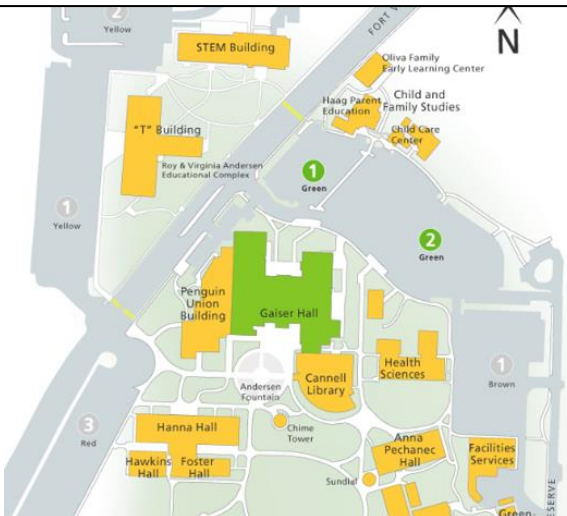 2
Yellow
STEM Building
FORT V
N
Oliva Family
Early Learning Center
Haag Parent
Education
Child and
Family Studies
Child Care
Center
"T" Building
Roy & Virginia Andersen
Educational Complex
1
Green
1
Yellow
2
Green
Penguin
Union
Building
Gaiser Hall
Health
Sciences
1
Brown
Cannell
Library
Andersen
Fountain
3
Red
Hanna Hall
Chime
Tower
Hawkins
Hall
Foster
Hall
Anna
Pechanec
Hall
Facilities
Services
Sundial
Green-
ESERVE